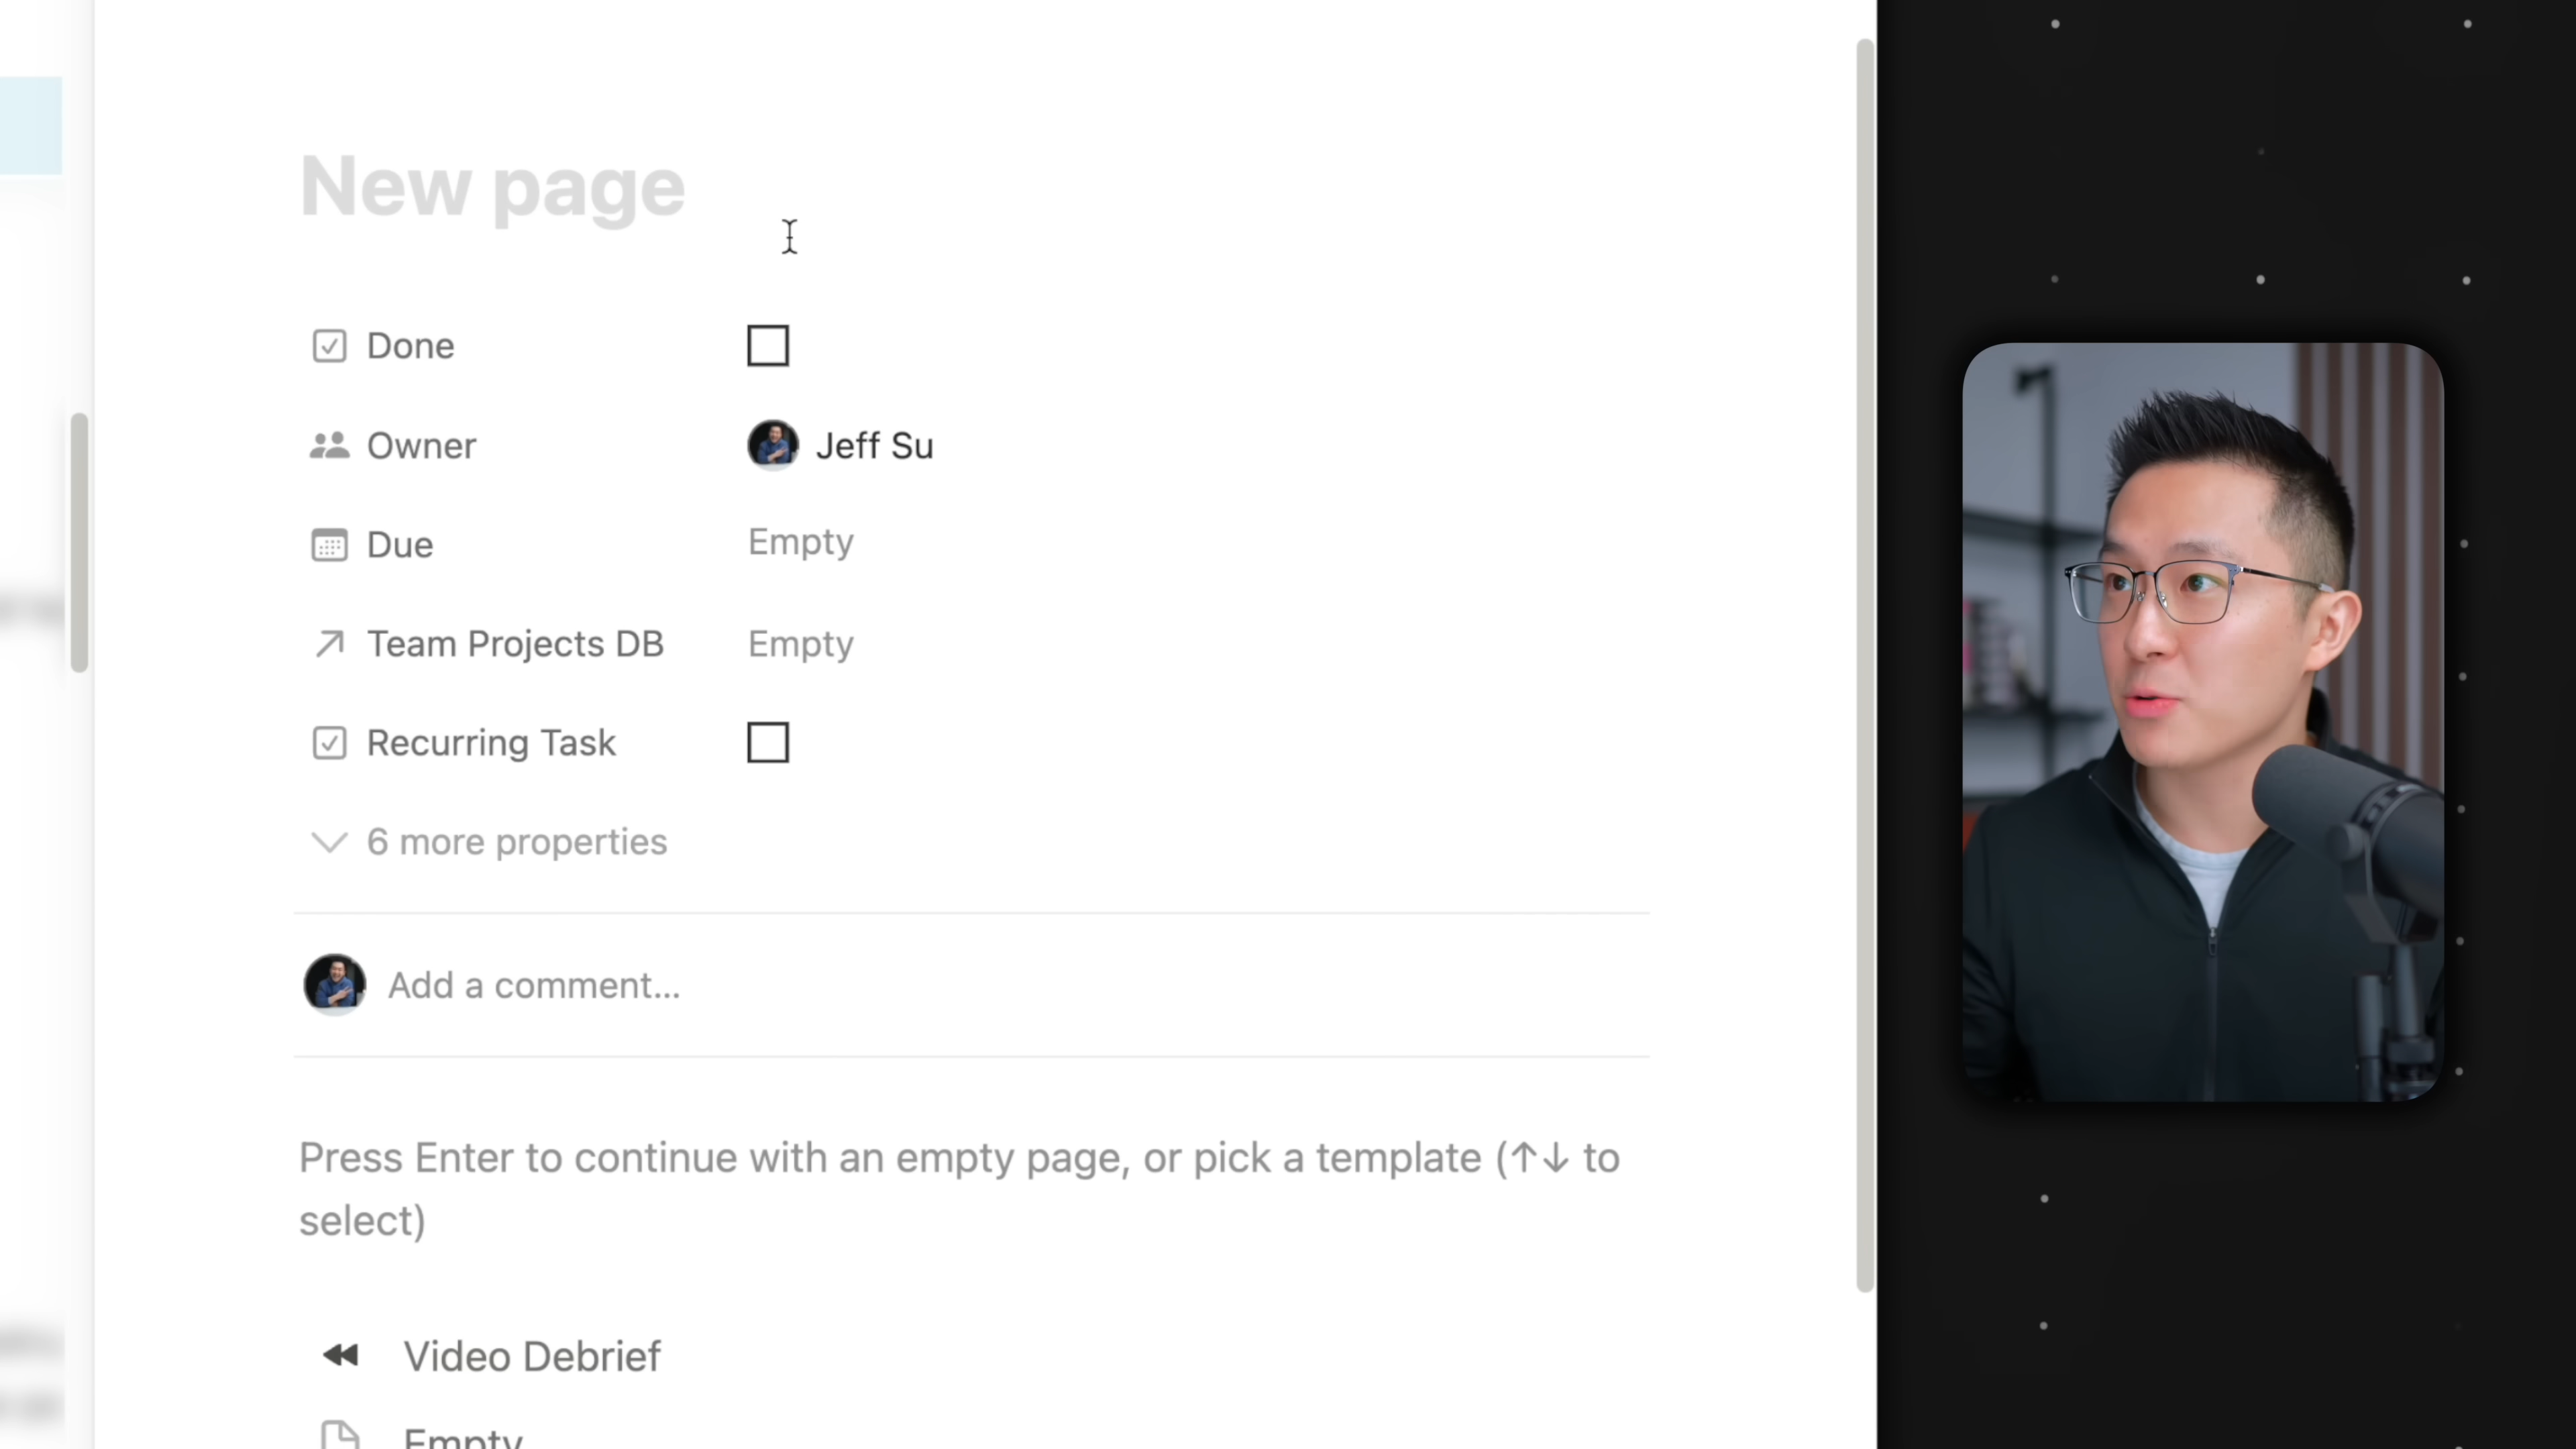 New page
Done
Owner
Jeff Su
Due
Empty
Team Projects DB
Empty
Recurring Task
6 more properties
Add a comment...
Press Enter to continue with an empty page, or pick a template (↑↓ to
select)
Video Debrief
Empty